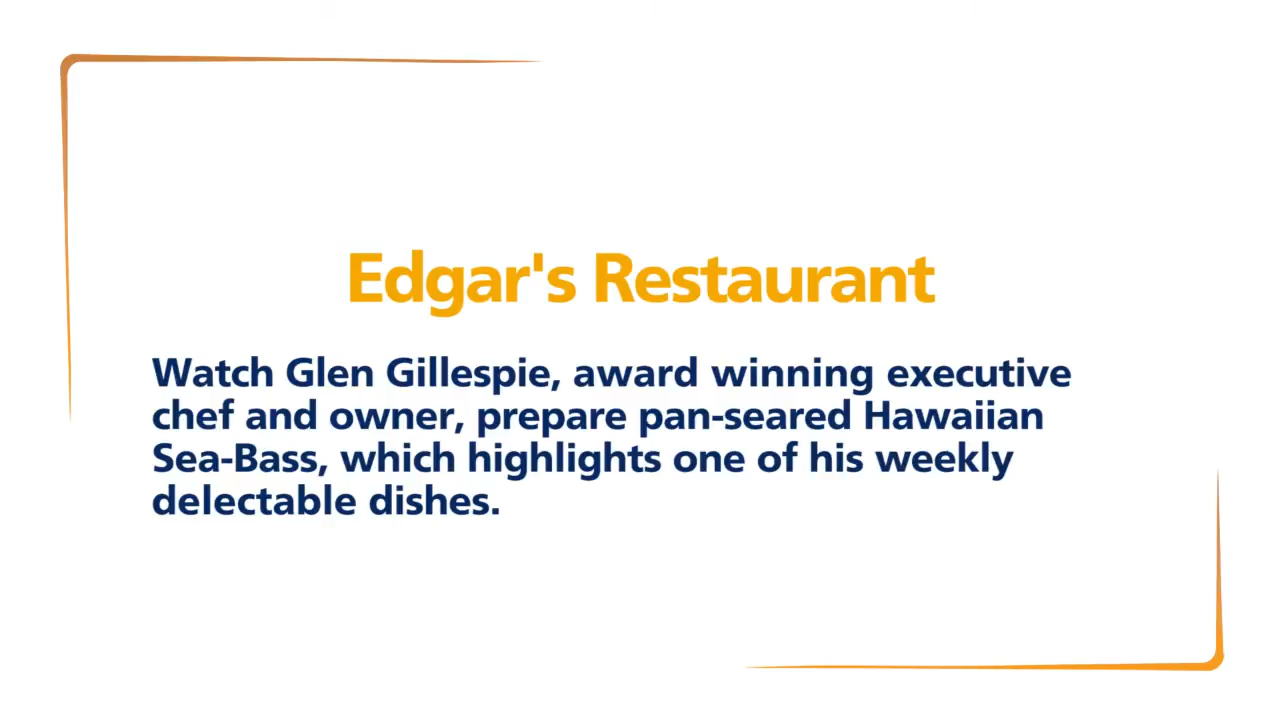 Edgar's Restaurant
Watch Glen Gillespie, award winning executive
chef and owner, prepare pan-seared Hawaiian
Sea-Bass, which highlights one of his weekly
delectable dishes.